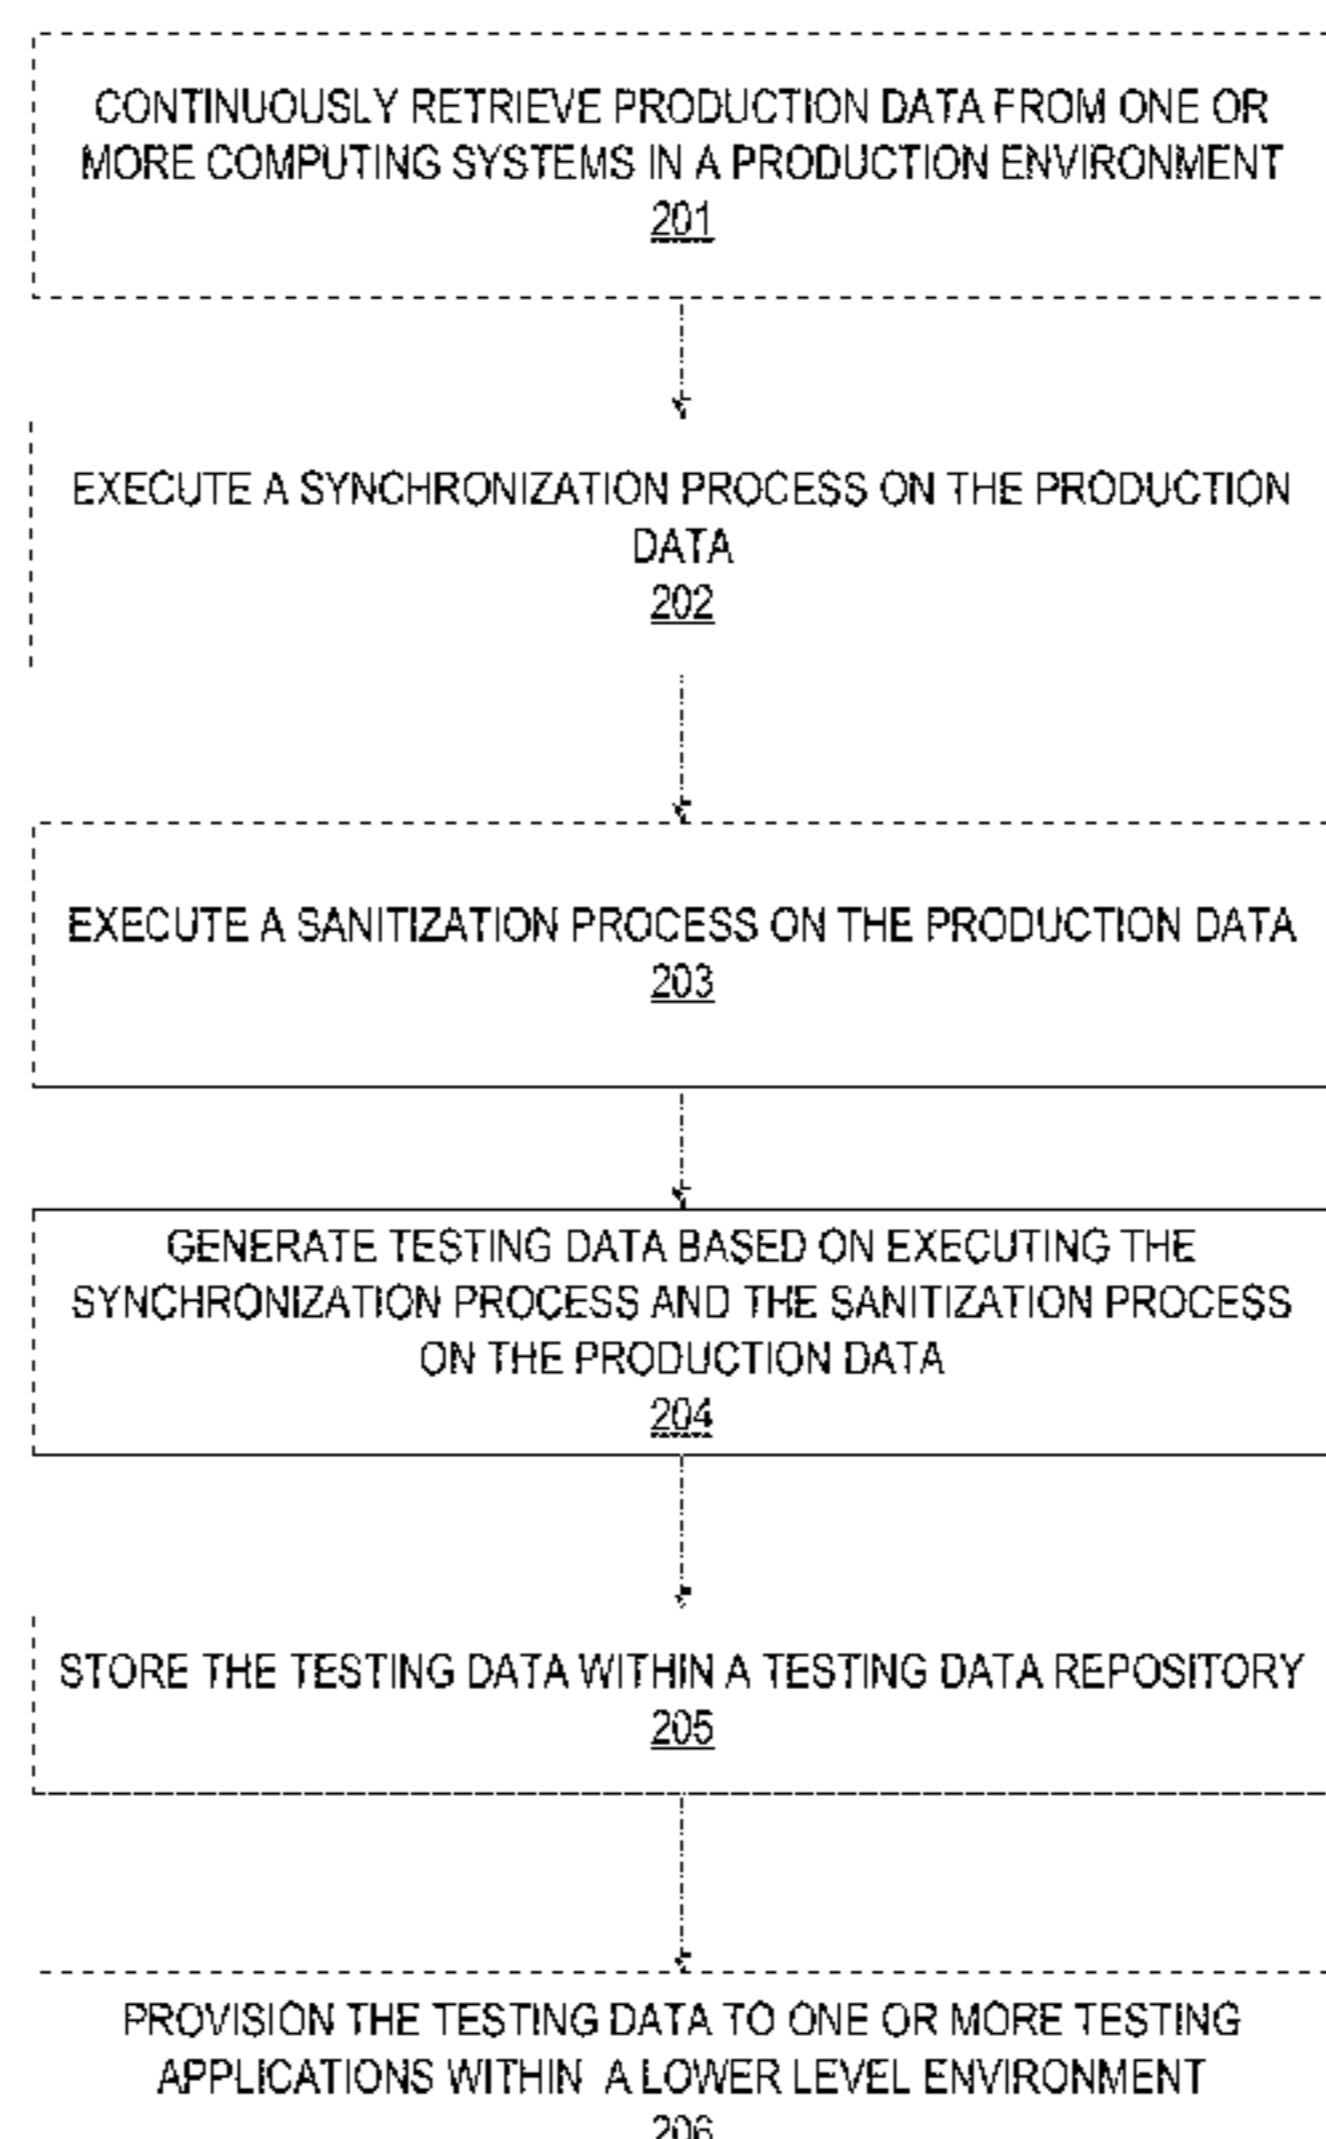 CONTINUOUSLY RETRIEVE PRODUCTION DATA FROM ONE OR
MORE COMPUTING SYSTEMS IN A PRODUCTION ENVIRONMENT
201
EXECUTE A SYNCHRONIZATION PROCESS ON THE PRODUCTION
DATA
202
EXECUTE A SANITIZATION PROCESS ON THE PRODUCTION DATA
203
GENERATE TESTING DATA BASED ON EXECUTING THE
SYNCHRONIZATION PROCESS AND THE SANITIZATION PROCESS
ON THE PRODUCTION DATA
204
STORE THE TESTING DATA WITHIN A TESTING DATA REPOSITORY
205
PROVISION THE TESTING DATA TO ONE OR MORE TESTING
APPLICATIONS WITHIN A LOWER LEVEL ENVIRONMENT
206